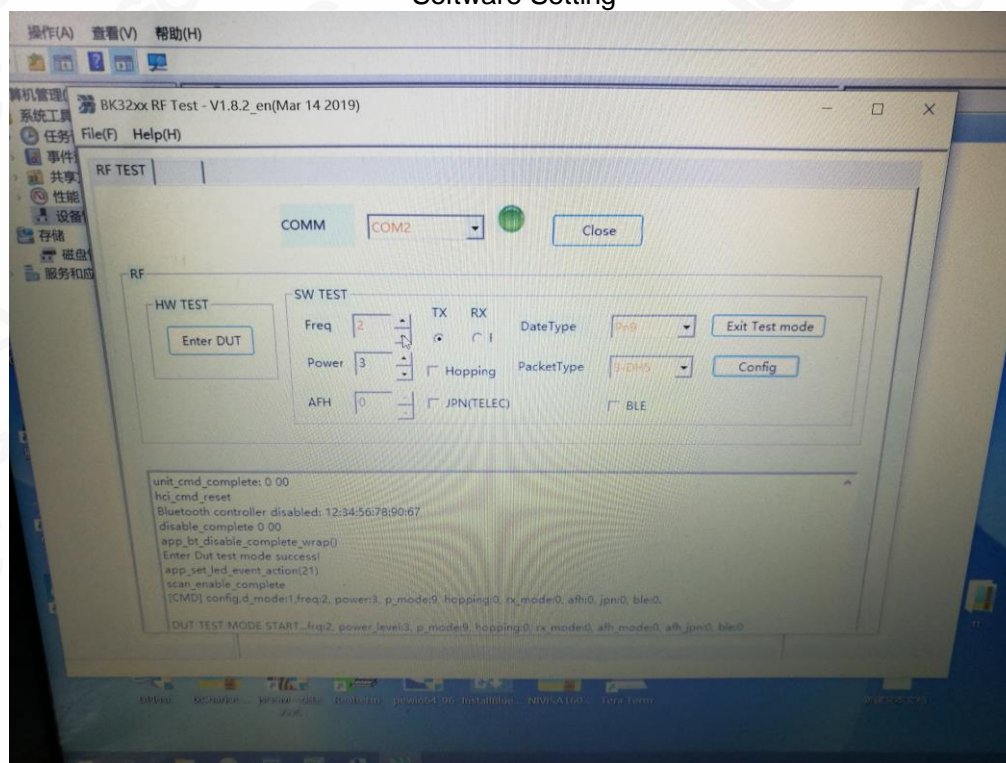 Software Setting
操作(A) 查看(V) 帮助(H)
算机管理(
系统工具
任务
事件
共享
性能
设备
存储
磁盘
服务和应
BK32xx RF Test - V1.8.2_en(Mar 14 2019)
File(F) Help(H)
RF TEST
COMM COM2 Close
RF
HW TEST
Enter DUT
SW TEST
Freq 2 TX RX DateType Pn9 Exit Test mode
Power 3 Hopping PacketType 3-DH5 Config
AFH 0 JPN(TELEC) BLE
unit_cmd_complete: 0 00
hci_cmd_reset
Bluetooth controller disabled: 12:34:56:78:90:67
disable_complete 0 00
app_bt_disable_complete_wrap()
Enter Dut test mode success!
app_set_led_event_action(21)
scan_enable_complete
[CMD] config,d_mode:1,freq:2, power:3, p_mode:9, hopping:0, rx_mode:0, afh:0, jpn:0, ble:0,
DUT TEST MODE START...frq:2, power_level:3, p_mode:9, hopping:0, rx_mode:0, afh_mode:0, afh_jpn:0, ble:0
Tera Term